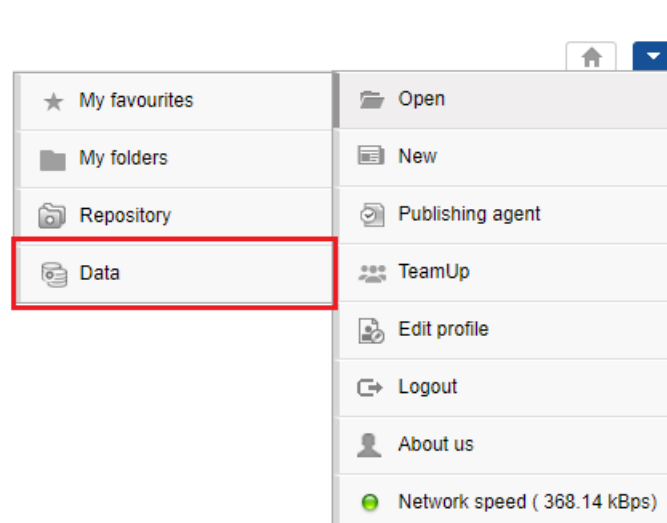 My favourites
My folders
Repository
Data
Open
New
Publishing agent
TeamUp
Edit profile
Logout
About us
Network speed ( 368.14 kBps)